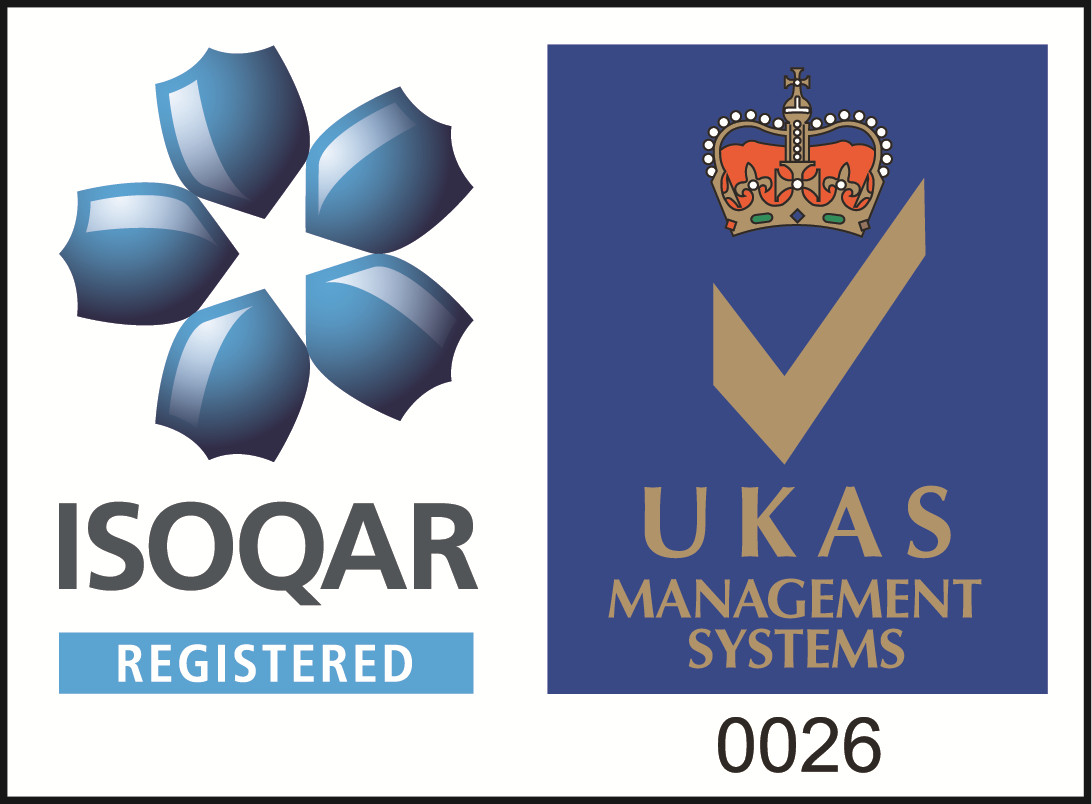 ISOQAR
REGISTERED
UKAS
MANAGEMENT
SYSTEMS
0026